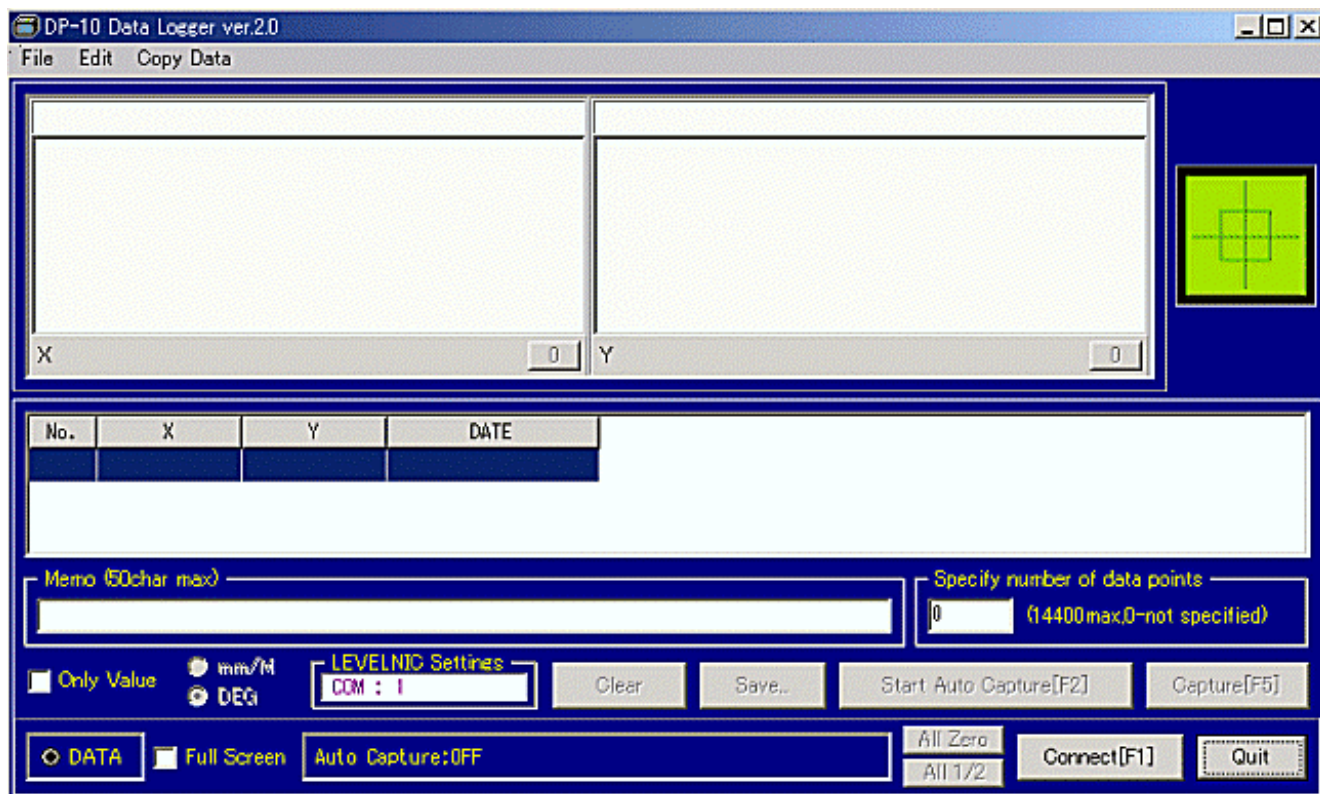 DP-10 Data Logger ver.2.0
File Edit Copy Data
X 0 Y 0
No. X Y DATE
Memo (50char max)
Specify number of data points
0 (14400max,0-not specified)
Only Value
mm/M
DEG
LEVELNIC Settings
COM : 1
Clear
Save..
Start Auto Capture[F2]
Capture[F5]
DATA
Full Screen
Auto Capture:OFF
All Zero
All 1/2
Connect[F1]
Quit